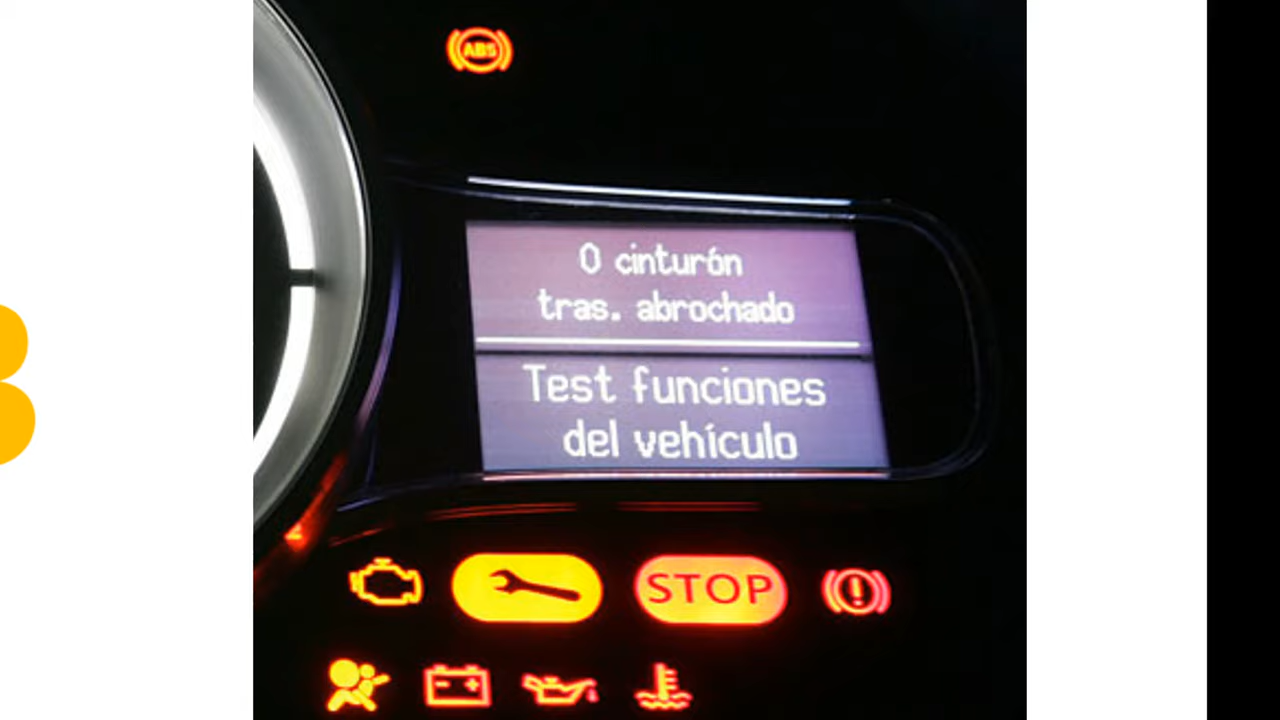 ABS
0 cinturón
tras. abrochado
Test funciones
del vehículo
STOP